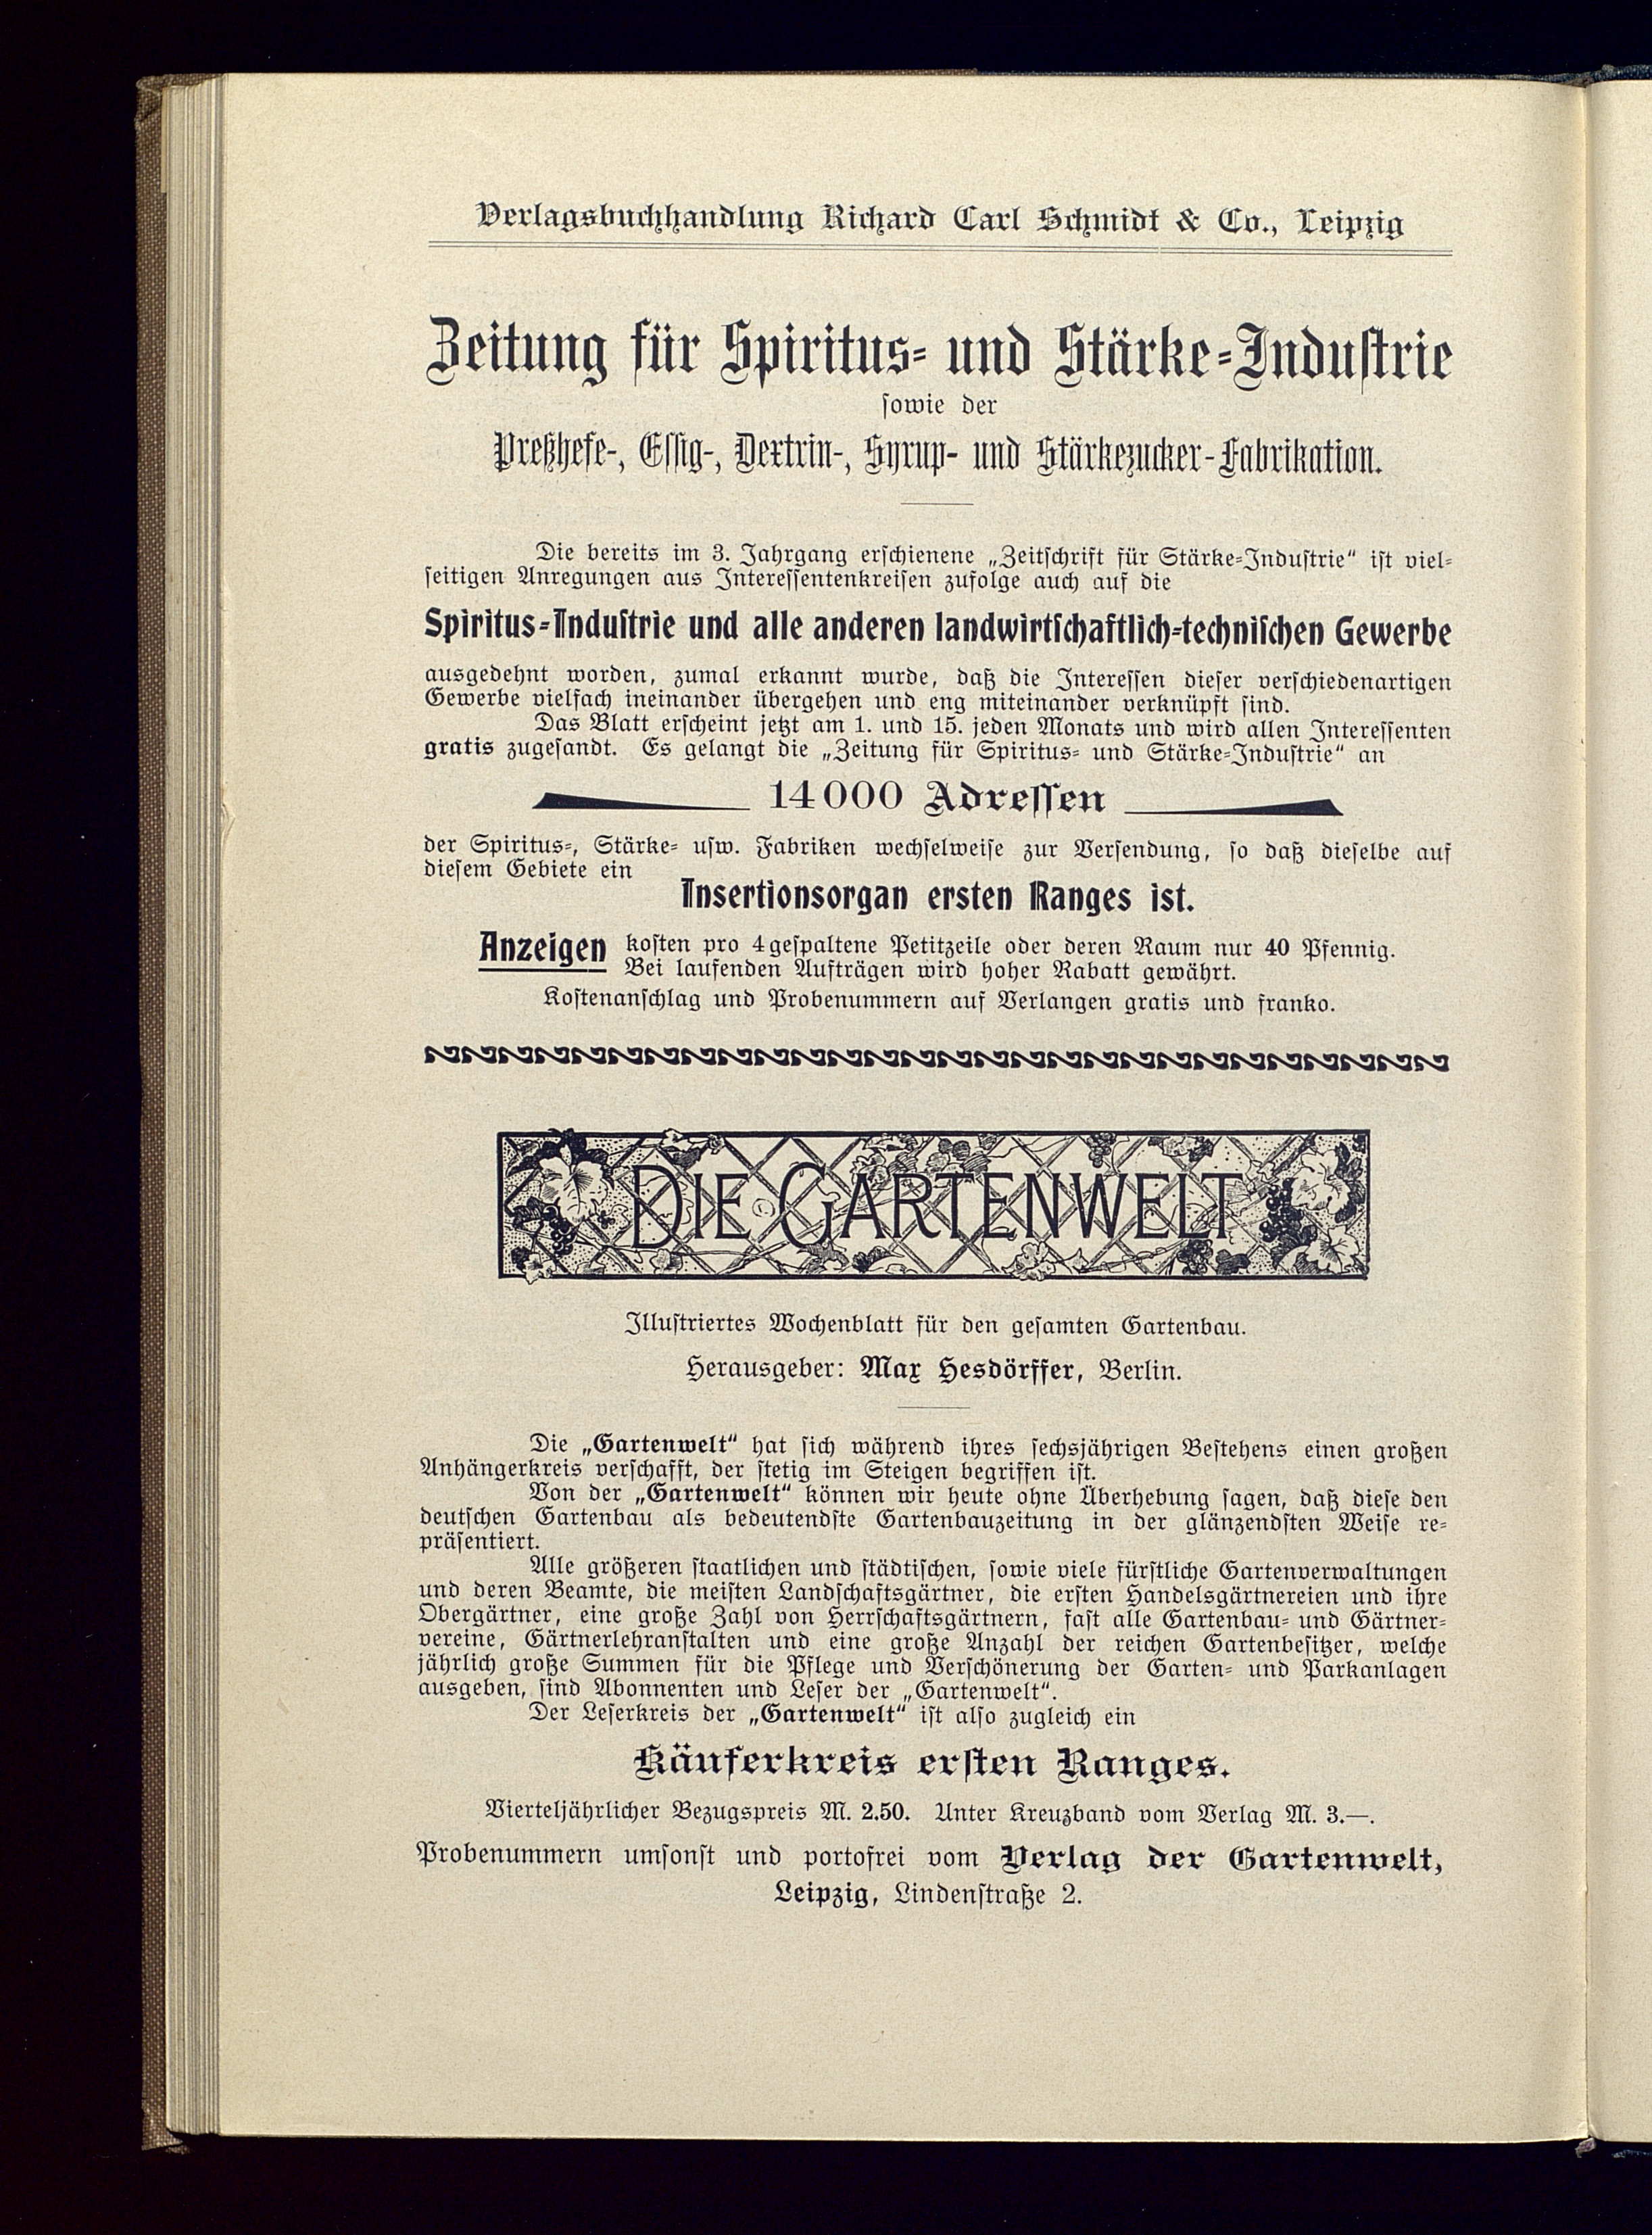 Verlagsbuchhandlung Richard Carl Schmidt & Co., Leipzig
Zeitung für Spiritus- und Stärke-Induſtrie
ſowie der
Preßhefe-, Eſſig-, Dextrin-, Syrup- und Stärkezucker-Fabrikation.
Die bereits im 3. Jahrgang erſchienene „Zeitſchrift für Stärke-Induſtrie“ iſt viel-
ſeitigen Anregungen aus Intereſſentenkreiſen zufolge auch auf die
Spiritus-Induſtrie und alle anderen landwirtſchaftlich-techniſchen Gewerbe
ausgedehnt worden, zumal erkannt wurde, daß die Intereſſen dieſer verſchiedenartigen
Gewerbe vielfach ineinander übergehen und eng miteinander verknüpft ſind.
Das Blatt erſcheint jetzt am 1. und 15. jeden Monats und wird allen Intereſſenten
gratis zugeſandt. Es gelangt die „Zeitung für Spiritus- und Stärke-Induſtrie“ an
14000 Adreſſen
der Spiritus-, Stärke- uſw. Fabriken wechſelweiſe zur Verſendung, ſo daß dieſelbe auf
dieſem Gebiete ein
Inſertionsorgan erſten Ranges iſt.
Anzeigen koſten pro 4geſpaltene Petitzeile oder deren Raum nur 40 Pfennig.
Bei laufenden Aufträgen wird hoher Rabatt gewährt.
Koſtenanſchlag und Probenummern auf Verlangen gratis und franko.
DIE GARTENWELT
Illuſtriertes Wochenblatt für den geſamten Gartenbau.
Herausgeber: Max Hesdörffer, Berlin.
Die „Gartenwelt“ hat ſich während ihres ſechsjährigen Beſtehens einen großen
Anhängerkreis verſchafft, der ſtetig im Steigen begriffen iſt.
Von der „Gartenwelt“ können wir heute ohne Überhebung ſagen, daß dieſe den
deutſchen Gartenbau als bedeutendſte Gartenbauzeitung in der glänzendſten Weiſe re-
präſentiert.
Alle größeren ſtaatlichen und ſtädtiſchen, ſowie viele fürſtliche Gartenverwaltungen
und deren Beamte, die meiſten Landſchaftsgärtner, die erſten Handelsgärtnereien und ihre
Obergärtner, eine große Zahl von Herrſchaftsgärtnern, faſt alle Gartenbau- und Gärtner-
vereine, Gärtnerlehranſtalten und eine große Anzahl der reichen Gartenbeſitzer, welche
jährlich große Summen für die Pflege und Verſchönerung der Garten- und Parkanlagen
ausgeben, ſind Abonnenten und Leſer der „Gartenwelt“.
Der Leſerkreis der „Gartenwelt“ iſt alſo zugleich ein
Käuferkreis erſten Ranges.
Vierteljährlicher Bezugspreis M. 2.50. Unter Kreuzband vom Verlag M. 3.—.
Probenummern umſonſt und portofrei vom Verlag der Gartenwelt,
Leipzig, Lindenſtraße 2.